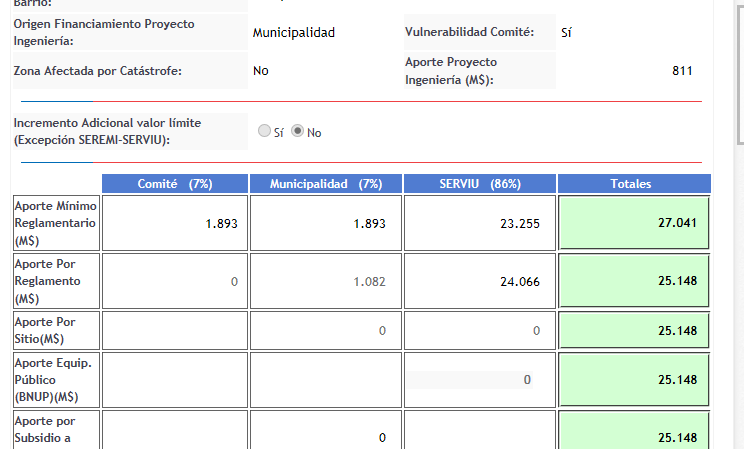 Barrio:
Origen Financiamiento Proyecto
Ingeniería:
Municipalidad
Vulnerabilidad Comité:
Sí
Zona Afectada por Catástrofe:
No
Aporte Proyecto
Ingeniería (M$):
811
Incremento Adicional valor límite
(Excepción SEREMI-SERVIU):
Sí No
Comité (7%) Municipalidad (7%) SERVIU (86%) Totales
Aporte Mínimo
Reglamentario
(M$)
1.893 1.893 23.255 27.041
Aporte Por
Reglamento
(M$)
0 1.082 24.066 25.148
Aporte Por
Sitio(M$)
0 0 25.148
Aporte Equip.
Público
(BNUP)(M$)
0 25.148
Aporte por
Subsidio a
0 25.148